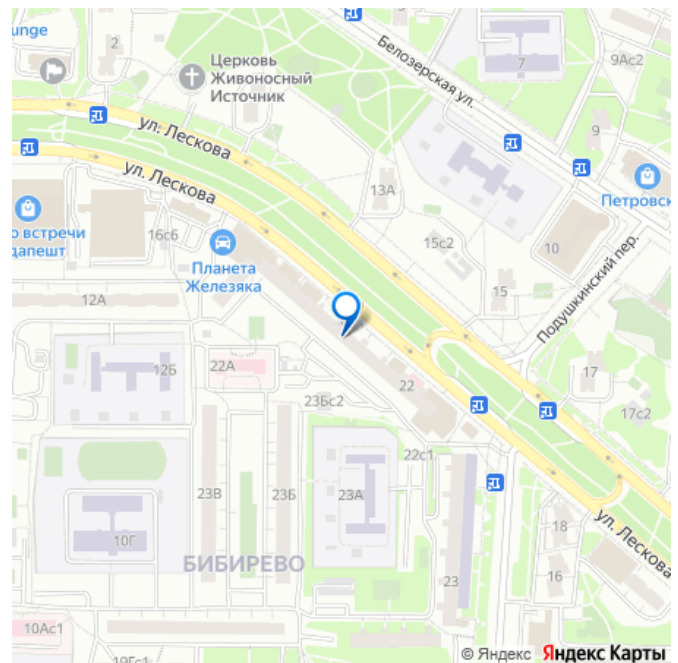 unge
2
Церковь
Живоносный
Источник
Белозерская ул.
7
9Ас2
9
ул. Лескова
ул. Лескова
13А
Петровск
о встречи
дапешт
16с6
15с2
10
Планета
Железяка
Подушкинский пер.
15
12А
17
22А
12Б
22
23Бс2
17с2
22с1
23В
23Б
23А
10Г
18
ул. Лескова
БИБИРЕВО
23
16
10Ас1
19Гс1
© Яндекс Яндекс Карты